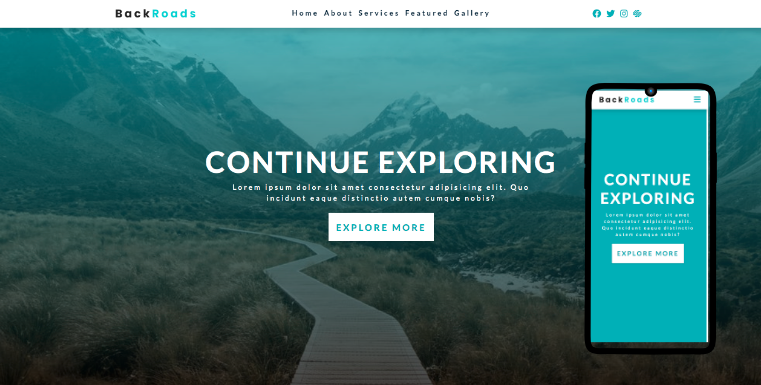 BackRoads
Home About Services Featured Gallery
CONTINUE EXPLORING
Lorem ipsum dolor sit amet consectetur adipisicing elit. Quo
incidunt eaque distinctio autem cumque nobis?
EXPLORE MORE
BackRoads
CONTINUE
EXPLORING
Lorem ipsum dolor sit amet
consectetur adipisicing elit.
Quo incidunt eaque distinctio
autem cumque nobis?
EXPLORE MORE